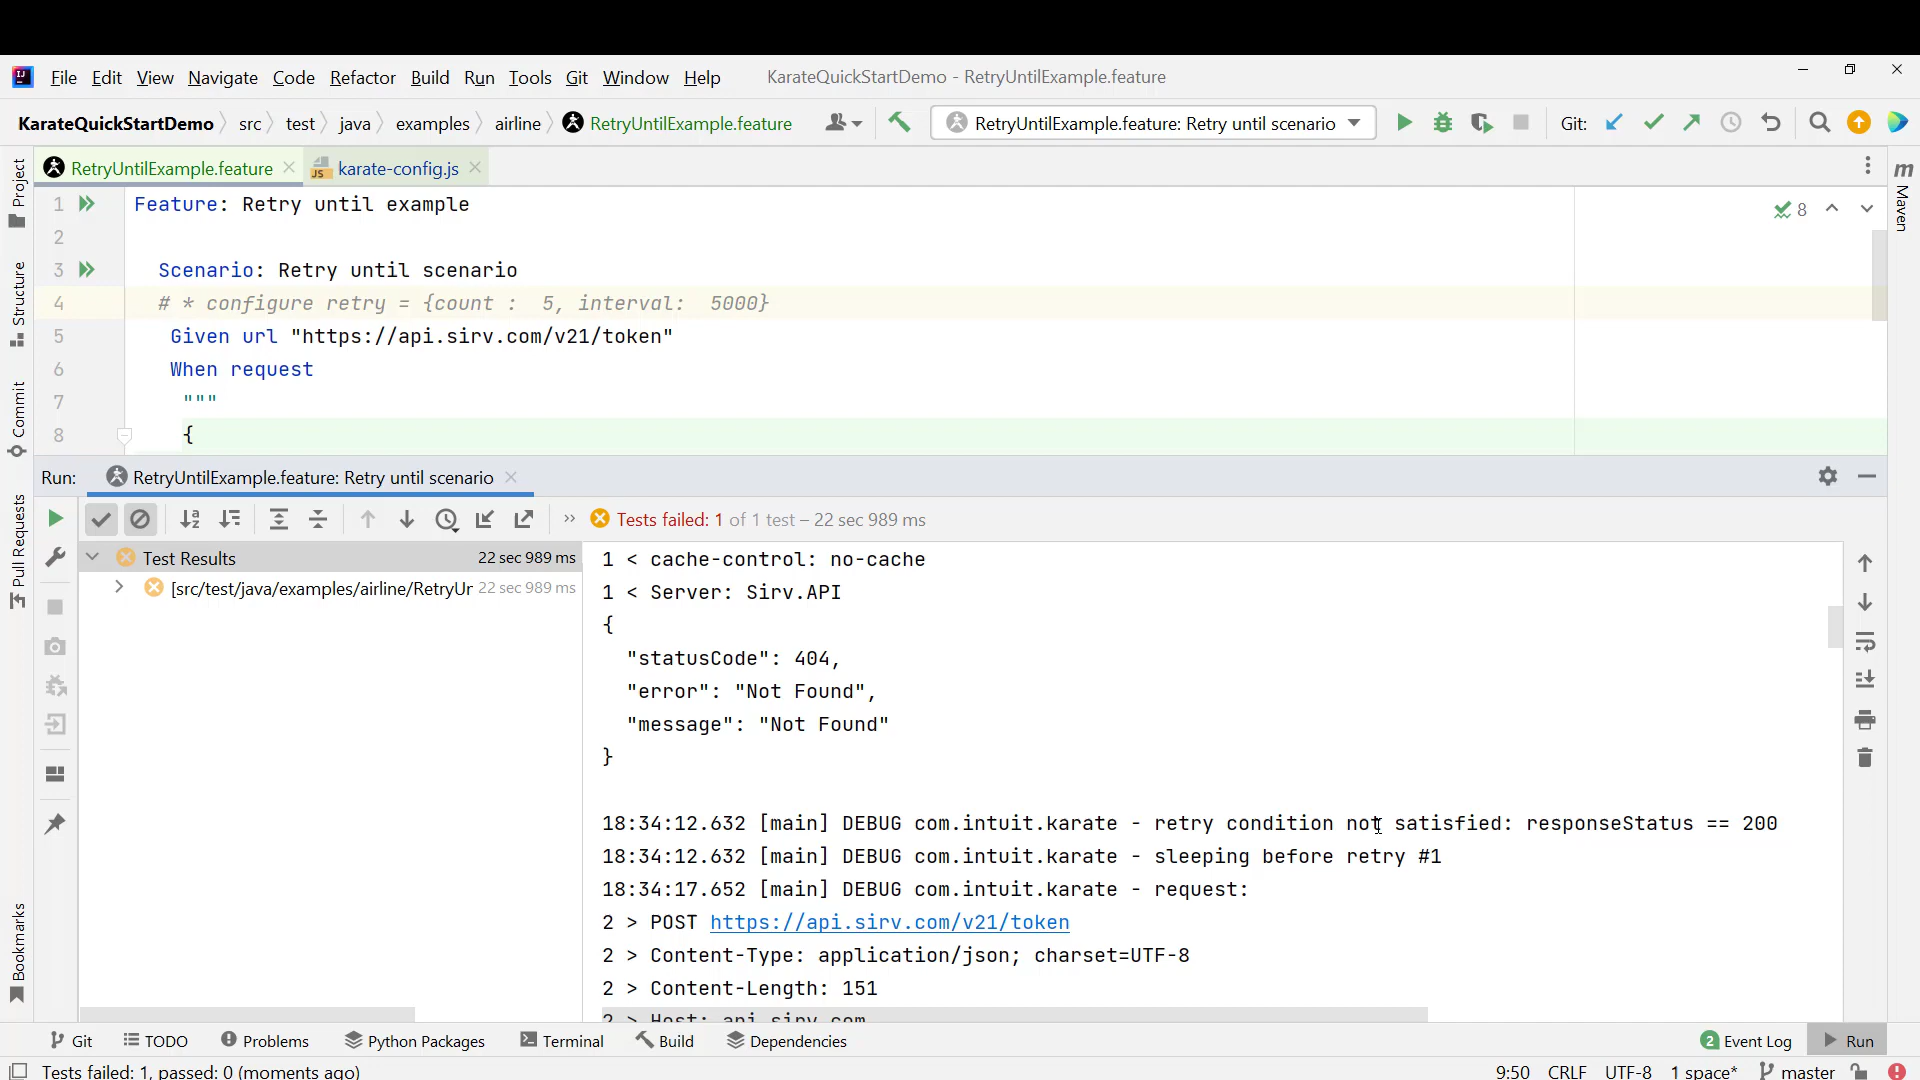 File Edit View Navigate Code Refactor Build Run Tools Git Window Help KarateQuickStartDemo - RetryUntilExample.feature
KarateQuickStartDemo src test java examples airline RetryUntilExample.feature RetryUntilExample.feature: Retry until scenario Git:
RetryUntilExample.feature karate-config.js
1 Feature: Retry until example
2
3 Scenario: Retry until scenario
4 # * configure retry = {count :  5, interval:  5000}
5 Given url "https://api.sirv.com/v21/token"
6 When request
7 """
8 {
8
Project
Structure
Commit
Pull Requests
Bookmarks
Maven
Run: RetryUntilExample.feature: Retry until scenario
Tests failed: 1 of 1 test – 22 sec 989 ms
Test Results 22 sec 989 ms
[src/test/java/examples/airline/RetryUr 22 sec 989 ms
1 < cache-control: no-cache
1 < Server: Sirv.API
{
"statusCode": 404,
"error": "Not Found",
"message": "Not Found"
}
18:34:12.632 [main] DEBUG com.intuit.karate - retry condition not satisfied: responseStatus == 200
18:34:12.632 [main] DEBUG com.intuit.karate - sleeping before retry #1
18:34:17.652 [main] DEBUG com.intuit.karate - request:
2 > POST https://api.sirv.com/v21/token
2 > Content-Type: application/json; charset=UTF-8
2 > Content-Length: 151
2 > Host: api.sirv.com
Git TODO Problems Python Packages Terminal Build Dependencies 2 Event Log Run
Tests failed: 1, passed: 0 (moments ago) 9:50 CRLF UTF-8 1 space* master